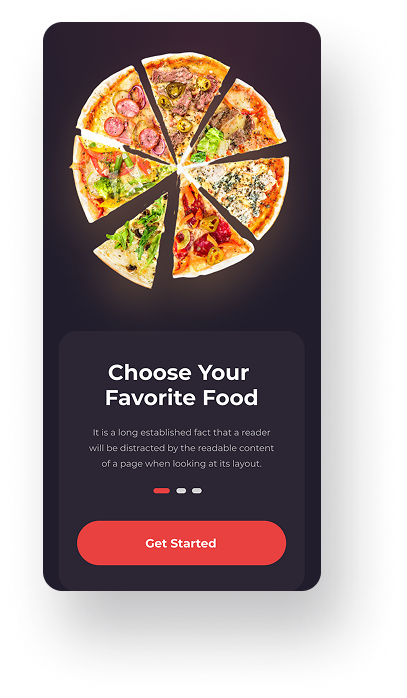 Choose Your
Favorite Food
It is a long established fact that a reader
will be distracted by the readable content
of a page when looking at its layout.
Get Started